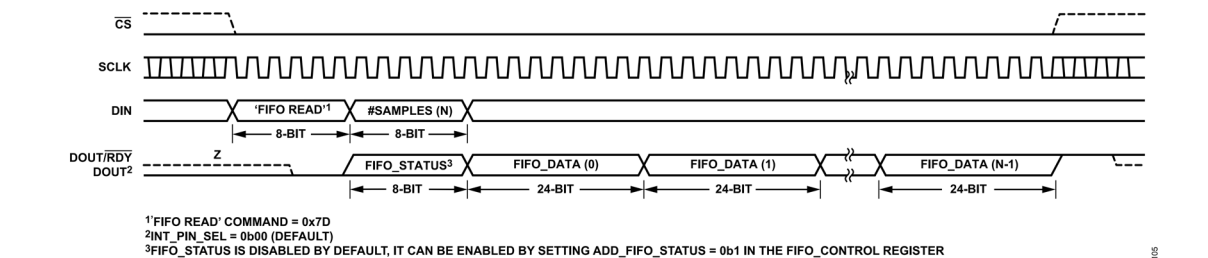 CS
SCLK
DIN
'FIFO READ'1
#SAMPLES (N)
8-BIT
8-BIT
DOUT/RDY
DOUT2
Z
FIFO_STATUS3
FIFO_DATA (0)
FIFO_DATA (1)
FIFO_DATA (N-1)
8-BIT
24-BIT
24-BIT
24-BIT
1'FIFO READ' COMMAND = 0x7D
2INT_PIN_SEL = 0b00 (DEFAULT)
3FIFO_STATUS IS DISABLED BY DEFAULT, IT CAN BE ENABLED BY SETTING ADD_FIFO_STATUS = 0b1 IN THE FIFO_CONTROL REGISTER
105